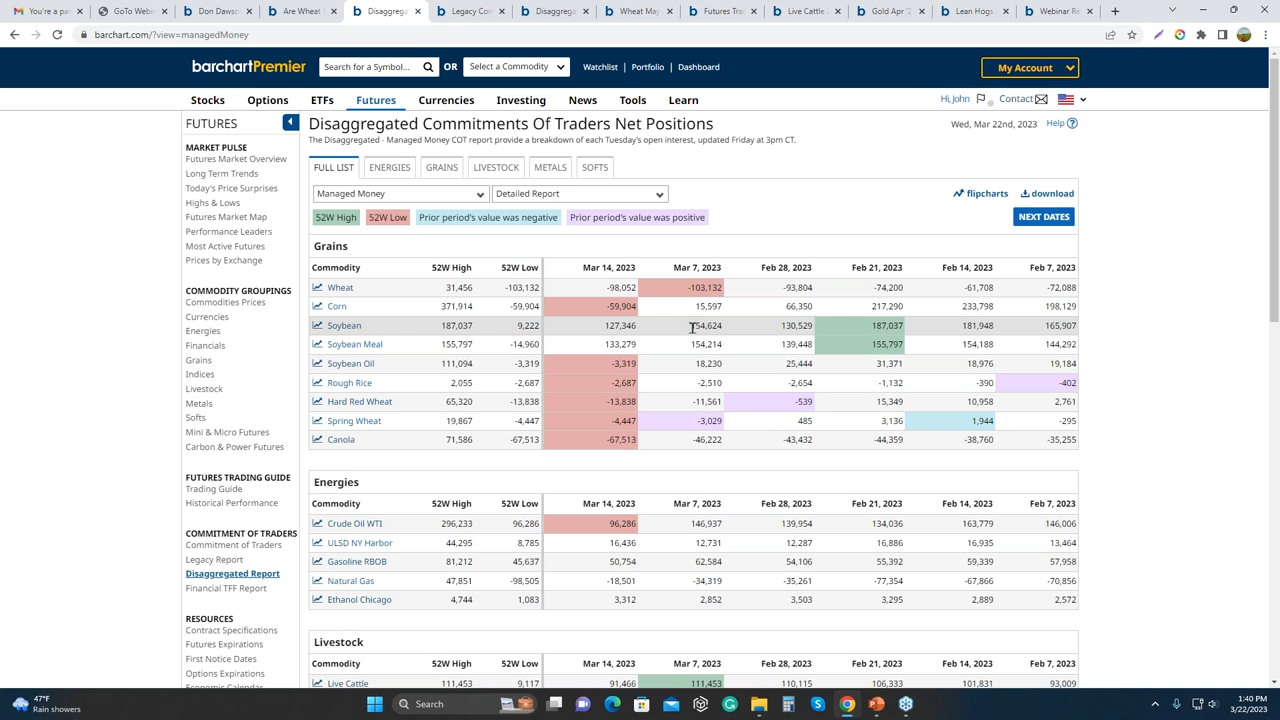 You're a pa
GoTo Webin
Don Dawso
Are Wheat
Disaggregat
Legacy Com
Disaggrega
Wheat May
Futures Tra
Live Cattle
Gold Apr '2
Lean Hogs
Webinar Re
barchart.com/?view=managedMoney
barchartPremier
Search for a Symbol...
OR
Select a Commodity
Watchlist
Portfolio
Dashboard
My Account
Stocks
Options
ETFs
Futures
Currencies
Investing
News
Tools
Learn
Hi, John
Contact
FUTURES
MARKET PULSE
Futures Market Overview
Long Term Trends
Today's Price Surprises
Highs & Lows
Futures Market Map
Performance Leaders
Most Active Futures
Prices by Exchange
COMMODITY GROUPINGS
Commodities Prices
Currencies
Energies
Financials
Grains
Indices
Livestock
Metals
Softs
Mini & Micro Futures
Carbon & Power Futures
FUTURES TRADING GUIDE
Trading Guide
Historical Performance
COMMITMENT OF TRADERS
Commitment of Traders
Legacy Report
Disaggregated Report
Financial TFF Report
RESOURCES
Contract Specifications
Futures Expirations
First Notice Dates
Options Expirations
Economic Calendar
Disaggregated Commitments Of Traders Net Positions
Wed, Mar 22nd, 2023
Help
The Disaggregated - Managed Money COT report provide a breakdown of each Tuesday's open interest, updated Friday at 3pm CT.
FULL LIST ENERGIES GRAINS LIVESTOCK METALS SOFTS
Managed Money
Detailed Report
flipcharts
download
52W High
52W Low
Prior period's value was negative
Prior period's value was positive
NEXT DATES
Grains
Commodity 52W High 52W Low Mar 14, 2023 Mar 7, 2023 Feb 28, 2023 Feb 21, 2023 Feb 14, 2023 Feb 7, 2023
Wheat 31,456 -103,132 -98,052 -103,132 -93,804 -74,200 -61,708 -72,088
Corn 371,914 -59,904 -59,904 15,597 66,350 217,290 233,798 198,129
Soybean 187,037 9,222 127,346 154,624 130,529 187,037 181,948 165,907
Soybean Meal 155,797 -14,960 133,279 154,214 139,448 155,797 154,188 144,292
Soybean Oil 111,094 -3,319 -3,319 18,230 25,444 31,371 18,976 19,184
Rough Rice 2,055 -2,687 -2,687 -2,510 -2,654 -1,132 -390 -402
Hard Red Wheat 65,320 -13,838 -13,838 -11,561 -539 15,349 10,958 2,761
Spring Wheat 19,867 -4,447 -4,447 -3,029 485 3,136 1,944 -295
Canola 71,586 -67,513 -67,513 -46,222 -43,432 -44,359 -38,760 -35,255
Energies
Commodity 52W High 52W Low Mar 14, 2023 Mar 7, 2023 Feb 28, 2023 Feb 21, 2023 Feb 14, 2023 Feb 7, 2023
Crude Oil WTI 296,233 96,286 96,286 146,937 139,954 134,036 163,779 146,006
ULSD NY Harbor 44,295 8,785 16,436 12,731 12,287 16,886 16,935 13,464
Gasoline RBOB 81,212 45,637 50,754 62,584 54,106 55,392 59,339 57,958
Natural Gas 47,851 -98,505 -18,501 -34,319 -35,261 -77,354 -67,866 -70,856
Ethanol Chicago 4,744 1,083 3,312 2,852 3,503 3,295 2,889 2,572
Livestock
Commodity 52W High 52W Low Mar 14, 2023 Mar 7, 2023 Feb 28, 2023 Feb 21, 2023 Feb 14, 2023 Feb 7, 2023
Live Cattle 111,453 9,117 91,466 111,453 110,115 106,333 101,831 93,009
47°F
Rain showers
Search
1:40 PM
3/22/2023